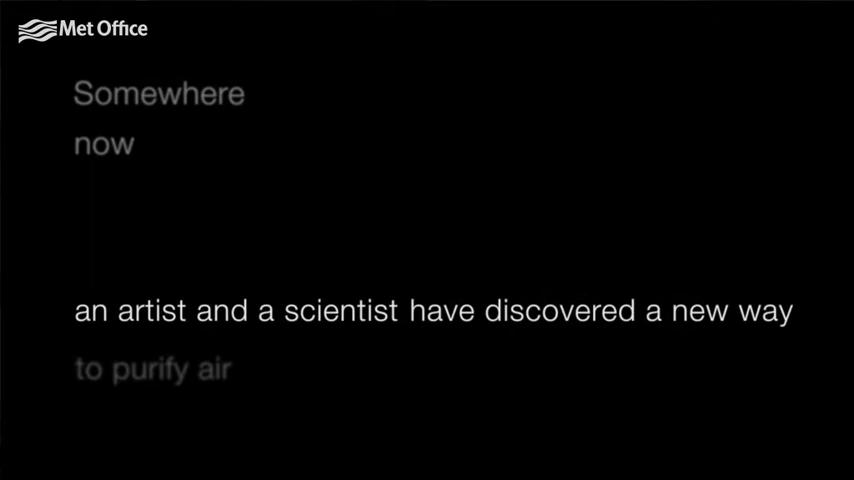 Met Office
Somewhere
now
an artist and a scientist have discovered a new way
to purify air